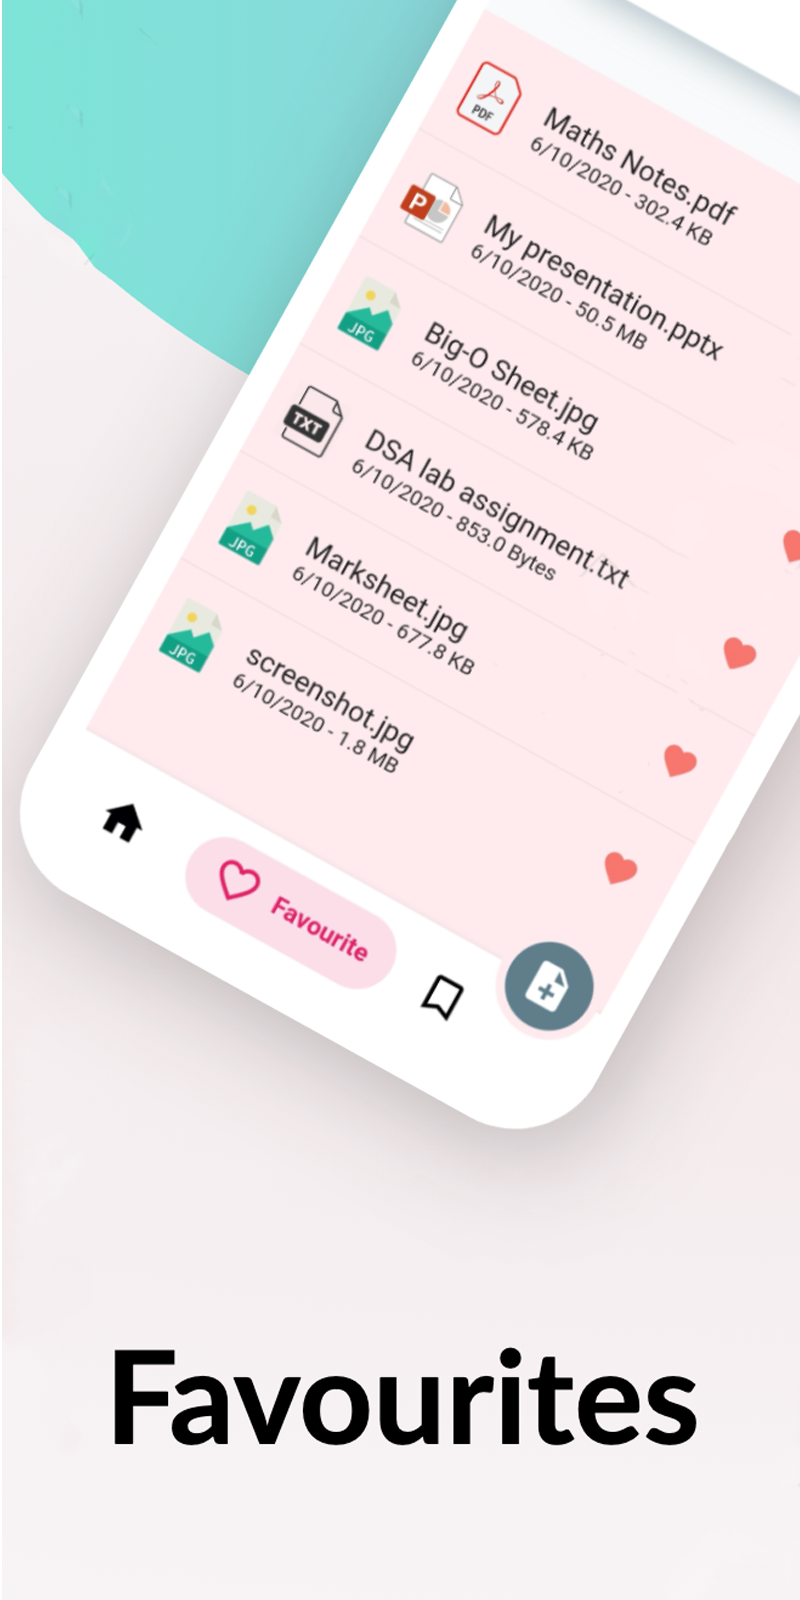 PDF
Maths Notes.pdf
6/10/2020 - 302.4 KB
P
My presentation.pptx
6/10/2020 - 50.5 MB
JPG
Big-O Sheet.jpg
6/10/2020 - 578.4 KB
TXT
DSA lab assignment.txt
6/10/2020 - 853.0 Bytes
JPG
Marksheet.jpg
6/10/2020 - 677.8 KB
JPG
screenshot.jpg
6/10/2020 - 1.8 MB
Favourite
Favourites